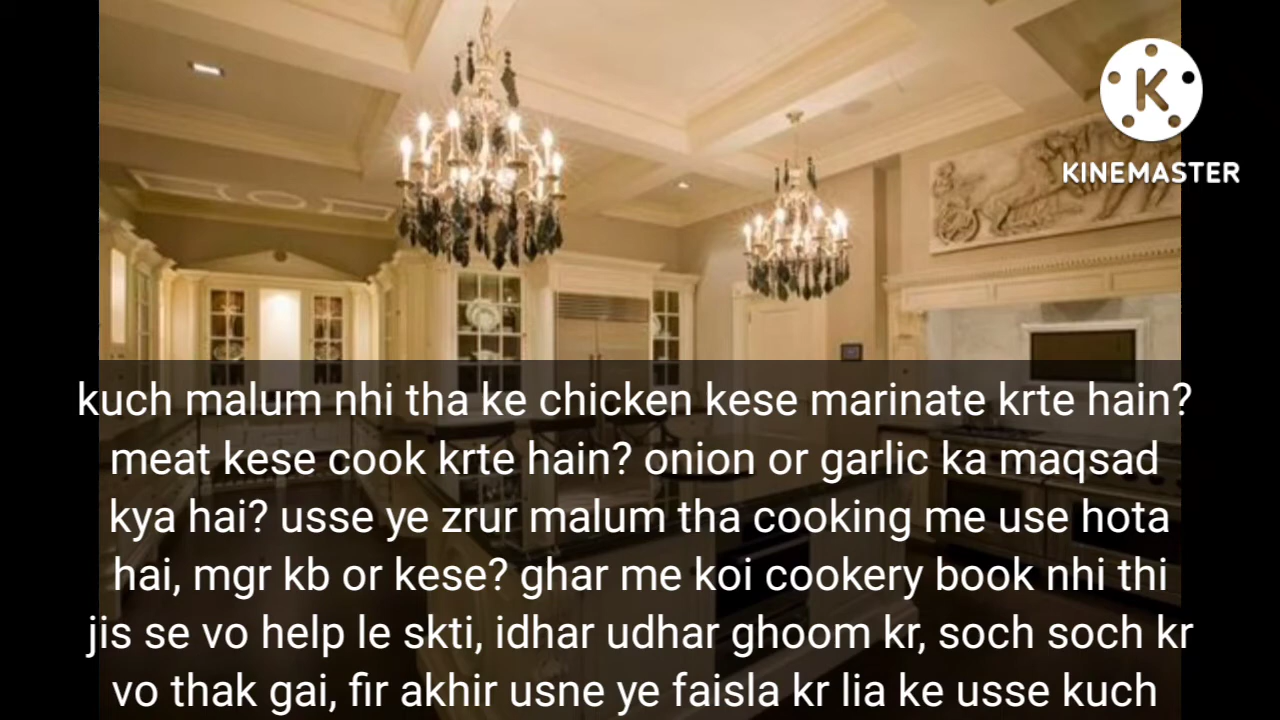 KINEMASTER
kuch malum nhi tha ke chicken kese marinate krte hain?
meat kese cook krte hain? onion or garlic ka maqsad
kya hai? usse ye zrur malum tha cooking me use hota
hai, mgr kb or kese? ghar me koi cookery book nhi thi
jis se vo help le skti, idhar udhar ghoom kr, soch soch kr
vo thak gai, fir akhir usne ye faisla kr lia ke usse kuch